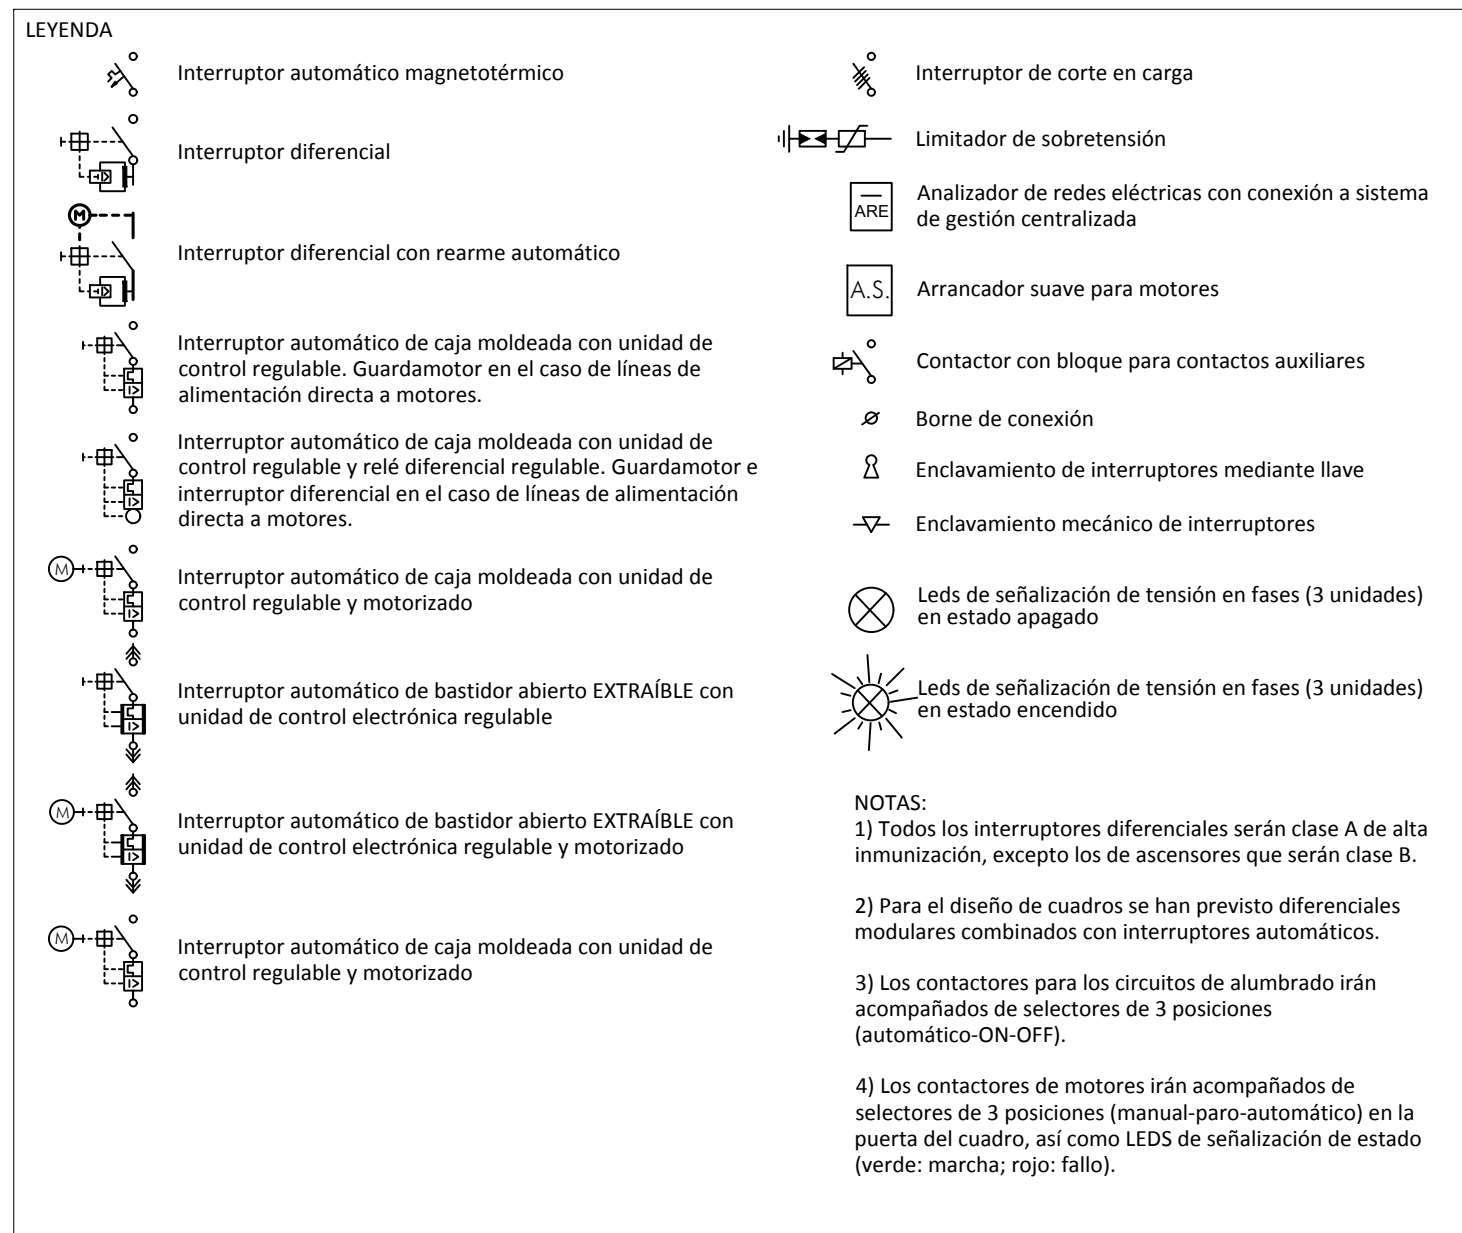 LEYENDA
Interruptor automático magnetotérmico
Interruptor diferencial
M
Interruptor diferencial con rearme automático
Interruptor automático de caja moldeada con unidad de
control regulable. Guardamotor en el caso de líneas de
alimentación directa a motores.
Interruptor automático de caja moldeada con unidad de
control regulable y relé diferencial regulable. Guardamotor e
interruptor diferencial en el caso de líneas de alimentación
directa a motores.
M
Interruptor automático de caja moldeada con unidad de
control regulable y motorizado
Interruptor automático de bastidor abierto EXTRAÍBLE con
unidad de control electrónica regulable
M
Interruptor automático de bastidor abierto EXTRAÍBLE con
unidad de control electrónica regulable y motorizado
M
Interruptor automático de caja moldeada con unidad de
control regulable y motorizado
Interruptor de corte en carga
Limitador de sobretensión
ARE
Analizador de redes eléctricas con conexión a sistema
de gestión centralizada
A.S.
Arrancador suave para motores
Contactor con bloque para contactos auxiliares
Borne de conexión
Enclavamiento de interruptores mediante llave
Enclavamiento mecánico de interruptores
Leds de señalización de tensión en fases (3 unidades)
en estado apagado
Leds de señalización de tensión en fases (3 unidades)
en estado encendido
NOTAS:
1) Todos los interruptores diferenciales serán clase A de alta
inmunización, excepto los de ascensores que serán clase B.
2) Para el diseño de cuadros se han previsto diferenciales
modulares combinados con interruptores automáticos.
3) Los contactores para los circuitos de alumbrado irán
acompañados de selectores de 3 posiciones
(automático-ON-OFF).
4) Los contactores de motores irán acompañados de
selectores de 3 posiciones (manual-paro-automático) en la
puerta del cuadro, así como LEDS de señalización de estado
(verde: marcha; rojo: fallo).